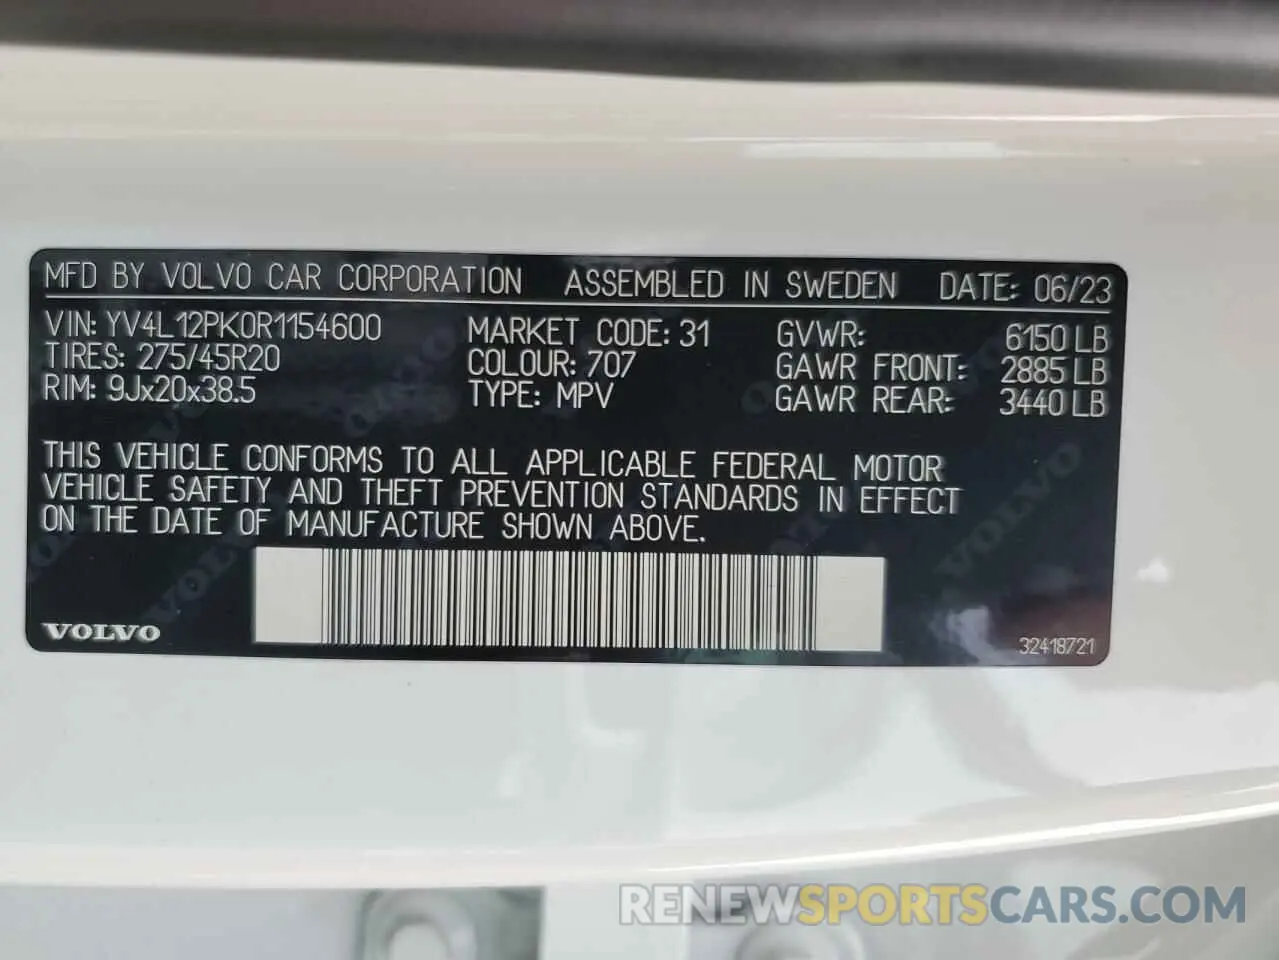 MFD BY VOLVO CAR CORPORATION ASSEMBLED IN SWEDEN DATE: 06/23
VIN: YV4L12PK0R1154600 MARKET CODE: 31 GVWR: 6150 LB
TIRES: 275/45R20 COLOUR: 707 GAWR FRONT: 2885 LB
RIM: 9Jx20x38.5 TYPE: MPV GAWR REAR: 3440 LB
THIS VEHICLE CONFORMS TO ALL APPLICABLE FEDERAL MOTOR
VEHICLE SAFETY AND THEFT PREVENTION STANDARDS IN EFFECT
ON THE DATE OF MANUFACTURE SHOWN ABOVE.
VOLVO
32418721
RENEWSPORTSCARS.COM